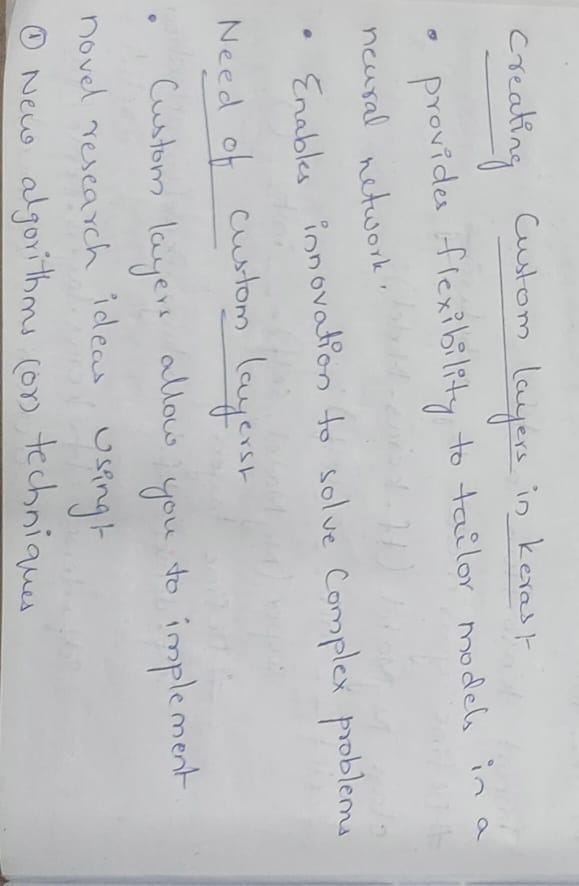 Creating Custom layers in keras :-
• provides flexibility to tailor models in a
neural network.
• Enables innovation to solve Complex problems
Need of custom layers :-
• Custom layers allow you to implement
novel research ideas using :-
① New algorithms (or) techniques